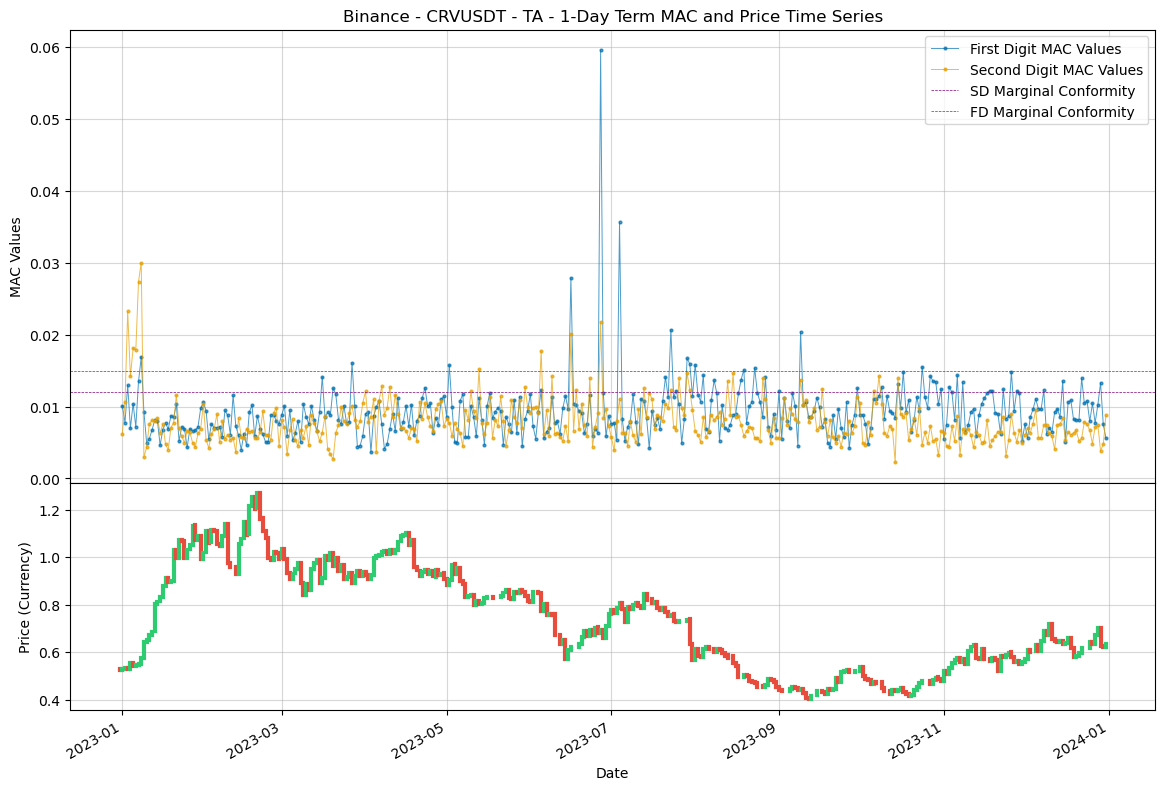 Binance - CRVUSDT - TA - 1-Day Term MAC and Price Time Series
First Digit MAC Values
Second Digit MAC Values
SD Marginal Conformity
FD Marginal Conformity
MAC Values
0.06
0.05
0.04
0.03
0.02
0.01
0.00
Price (Currency)
1.2
1.0
0.8
0.6
0.4
2023-01
2023-03
2023-05
2023-07
2023-09
2023-11
2024-01
Date